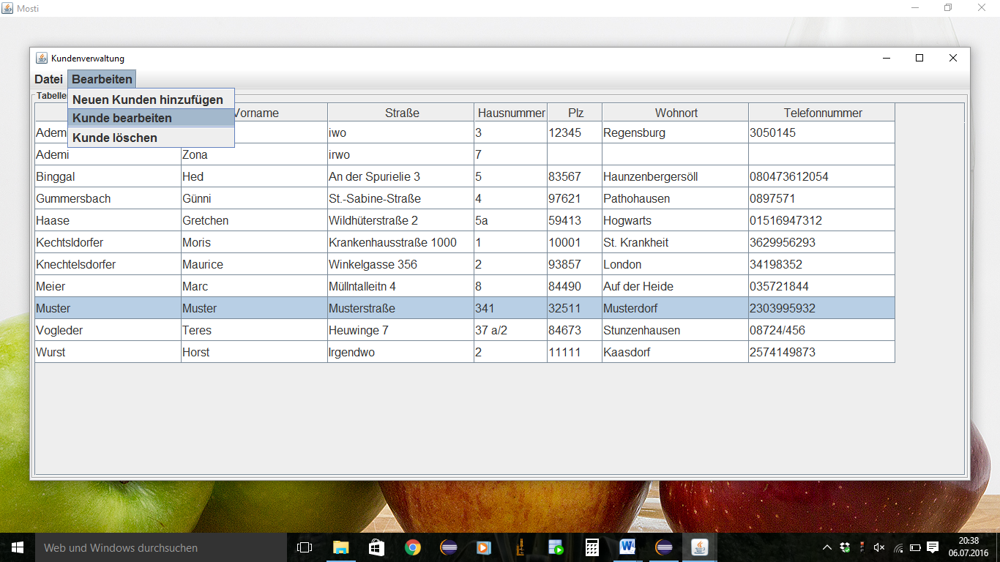 Mosti
Kundenverwaltung
Datei Bearbeiten
Neuen Kunden hinzufügen
Kunde bearbeiten
Kunde löschen
Vorname Straße Hausnummer Plz Wohnort Telefonnummer
iwo 3 12345 Regensburg 3050145
Ademi Zona irwo 7
Binggal Hed An der Spurielie 3 5 83567 Haunzenbergersöll 080473612054
Gummersbach Günni St.-Sabine-Straße 4 97621 Pathohausen 0897571
Haase Gretchen Wildhüterstraße 2 5a 59413 Hogwarts 01516947312
Kechtsldorfer Moris Krankenhausstraße 1000 1 10001 St. Krankheit 3629956293
Knechtelsdorfer Maurice Winkelgasse 356 2 93857 London 34198352
Meier Marc Müllntalleitn 4 8 84490 Auf der Heide 035721844
Muster Muster Musterstraße 341 32511 Musterdorf 2303995932
Vogleder Teres Heuwinge 7 37 a/2 84673 Stunzenhausen 08724/456
Wurst Horst Irgendwo 2 11111 Kaasdorf 2574149873
Web und Windows durchsuchen
20:38
06.07.2016